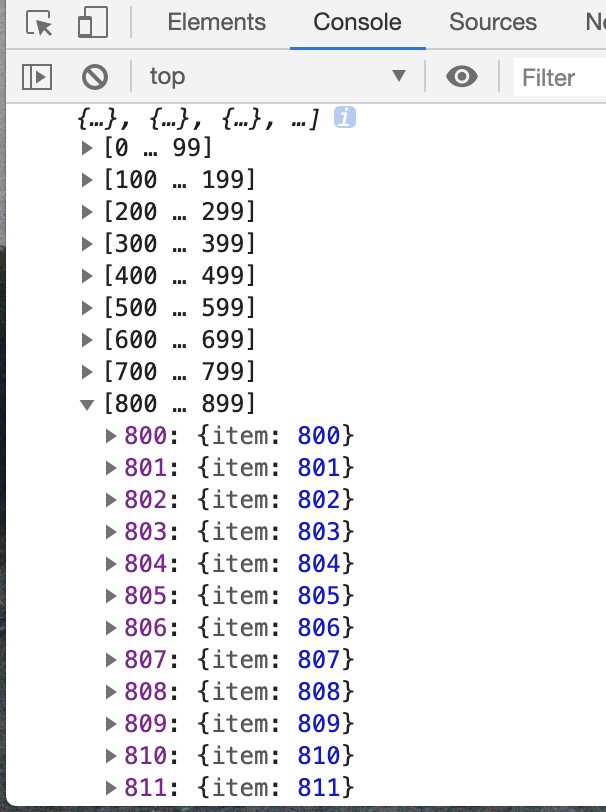 Elements Console Sources
top Filter
{…}, {…}, {…}, …] i
[0 … 99]
[100 … 199]
[200 … 299]
[300 … 399]
[400 … 499]
[500 … 599]
[600 … 699]
[700 … 799]
[800 … 899]
800: {item: 800}
801: {item: 801}
802: {item: 802}
803: {item: 803}
804: {item: 804}
805: {item: 805}
806: {item: 806}
807: {item: 807}
808: {item: 808}
809: {item: 809}
810: {item: 810}
811: {item: 811}